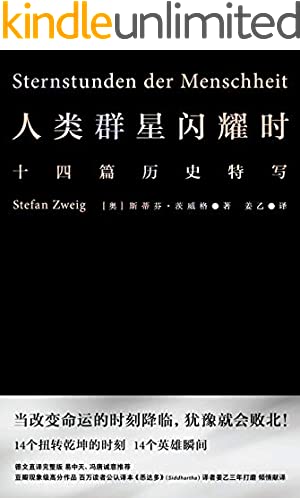 kindleunlimited
Sternstunden der Menschheit
人类群星闪耀时
十四篇历史特写
Stefan Zweig [奥] 斯蒂芬·茨威格●著 姜乙●译
当改变命运的时刻降临，犹豫就会败北！
14个扭转乾坤的时刻 14个英雄瞬间
德文直译完整版 易中天、冯唐诚意推荐
豆瓣现象级高分作品 百万读者公认译本《悉达多》(Siddhartha) 译者姜乙三年打磨 倾情献译